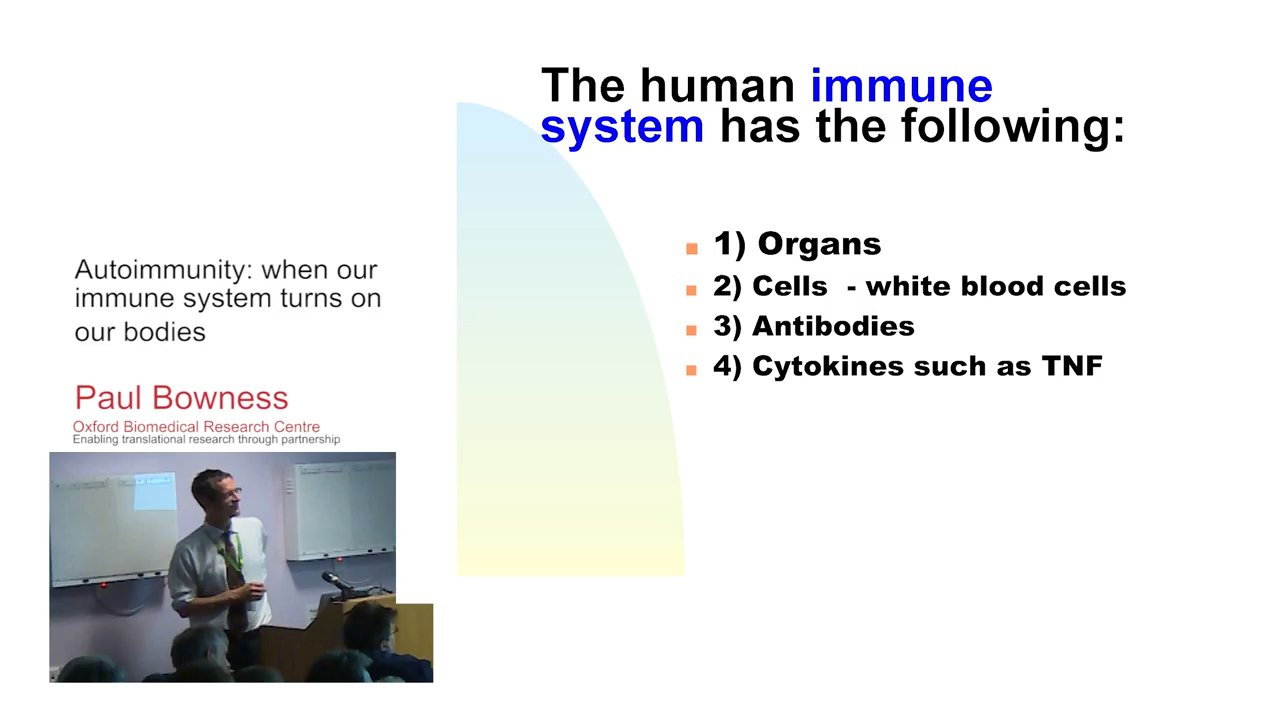 The human immune
system has the following:
1) Organs
2) Cells - white blood cells
3) Antibodies
4) Cytokines such as TNF
Autoimmunity: when our
immune system turns on
our bodies
Paul Bowness
Oxford Biomedical Research Centre
Enabling translational research through partnership